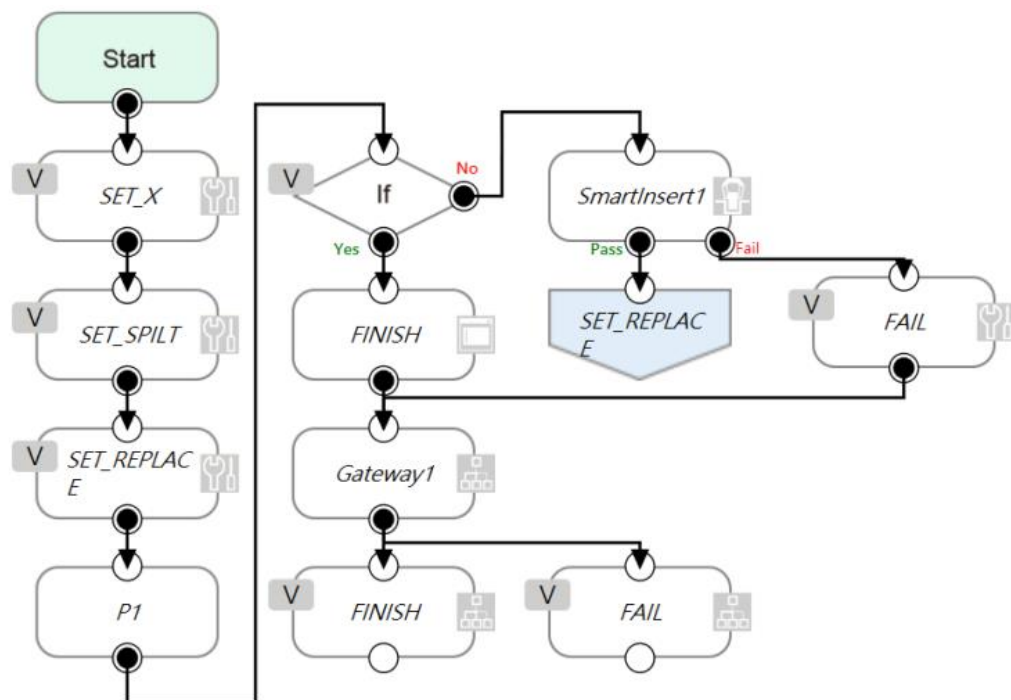 Start
V
SET_X
V
SET_SPILT
V
SET_REPLAC
E
P1
V
If
No
Yes
FINISH
SmartInsert1
Pass
Fail
SET_REPLAC
E
V
FAIL
V
Gateway1
V
FINISH
V
FAIL